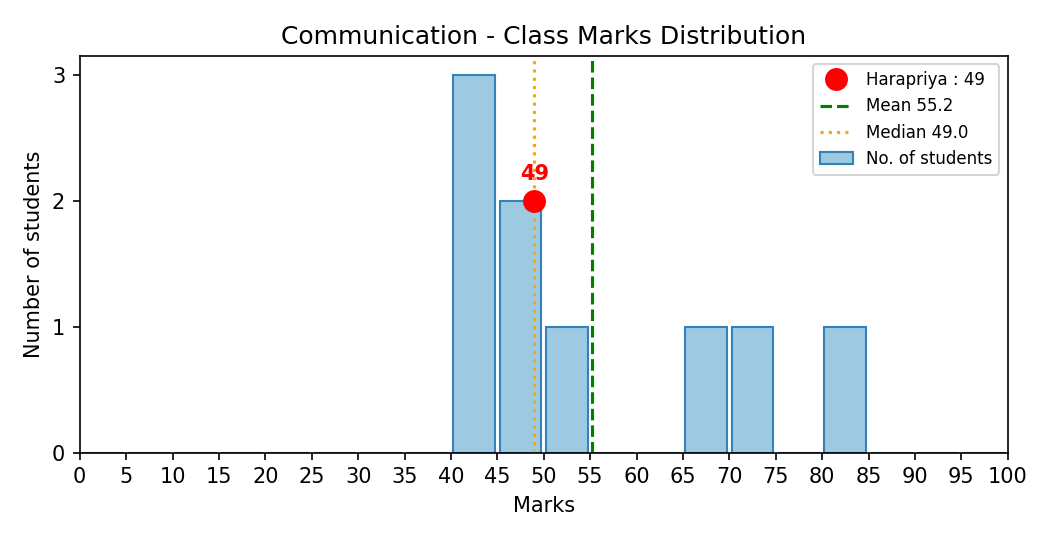 Communication - Class Marks Distribution
Harapriya : 49
Mean 55.2
Median 49.0
No. of students
49
Number of students
3
2
1
0
0 5 10 15 20 25 30 35 40 45 50 55 60 65 70 75 80 85 90 95 100
Marks